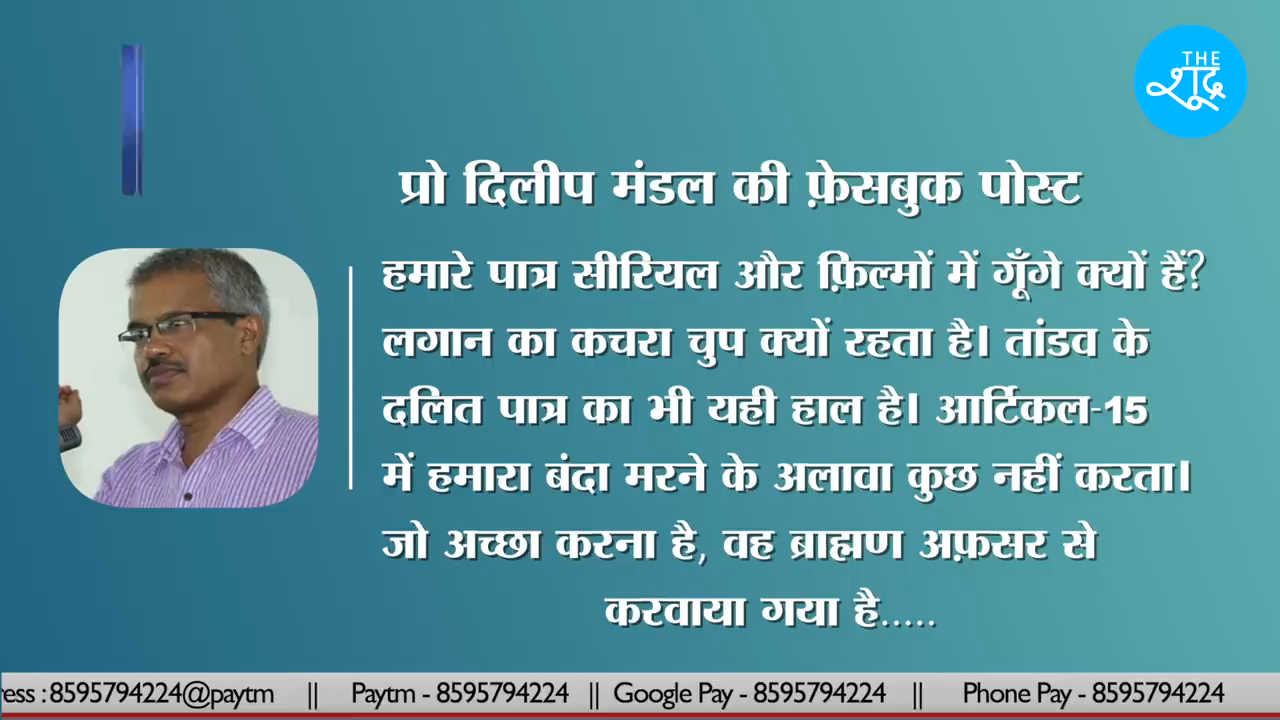 THE
शूद्र
प्रो दिलीप मंडल की फ़ेसबुक पोस्ट
हमारे पात्र सीरियल और फ़िल्मों में गूँगे क्यों हैं?
लगान का कचरा चुप क्यों रहता है। तांडव के
दलित पात्र का भी यही हाल है। आर्टिकल-15
में हमारा बंदा मरने के अलावा कुछ नहीं करता।
जो अच्छा करना है, वह ब्राह्मण अफ़सर से
करवाया गया है.....
ress : 8595794224@paytm || Paytm - 8595794224 || Google Pay - 8595794224 || Phone Pay - 8595794224